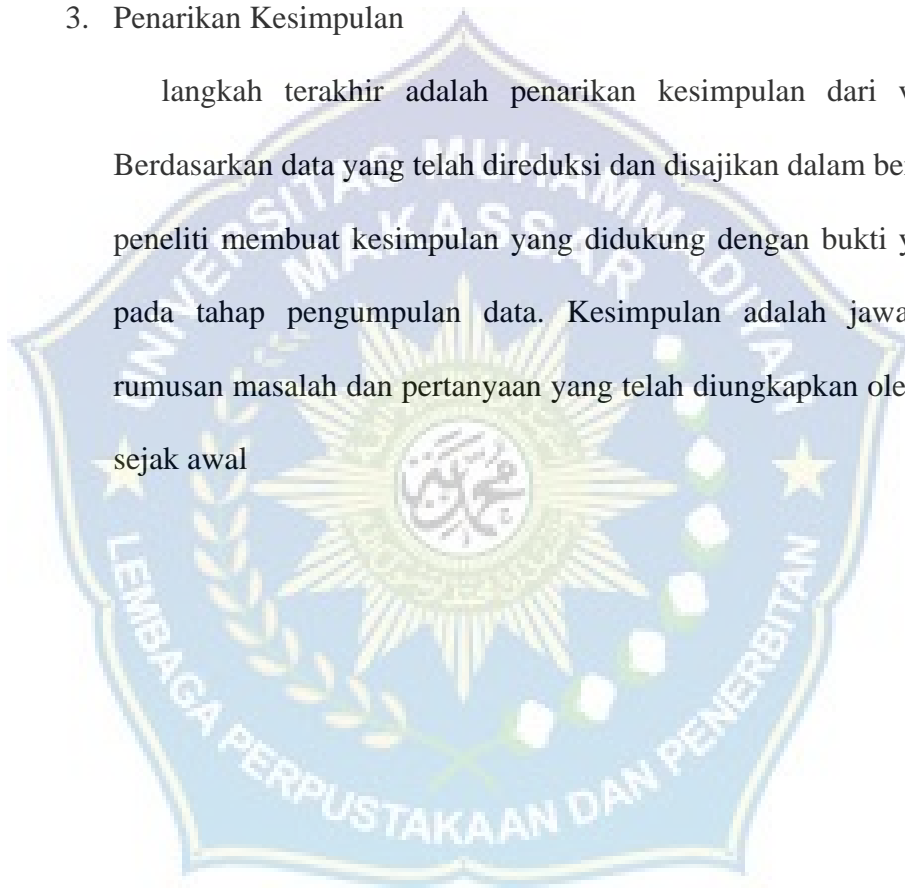 3. Penarikan Kesimpulan
langkah terakhir adalah penarikan kesimpulan dari
Berdasarkan data yang telah direduksi dan disajikan dalam
peneliti membuat kesimpulan yang didukung dengan bukti
pada tahap pengumpulan data. Kesimpulan adalah
rumusan masalah dan pertanyaan yang telah diungkapkan
sejak awal
UNIVERSITAS MUHAMMADIYAH
MAKASSAR
LEMBAGA PERPUSTAKAAN DAN PENERBITAN